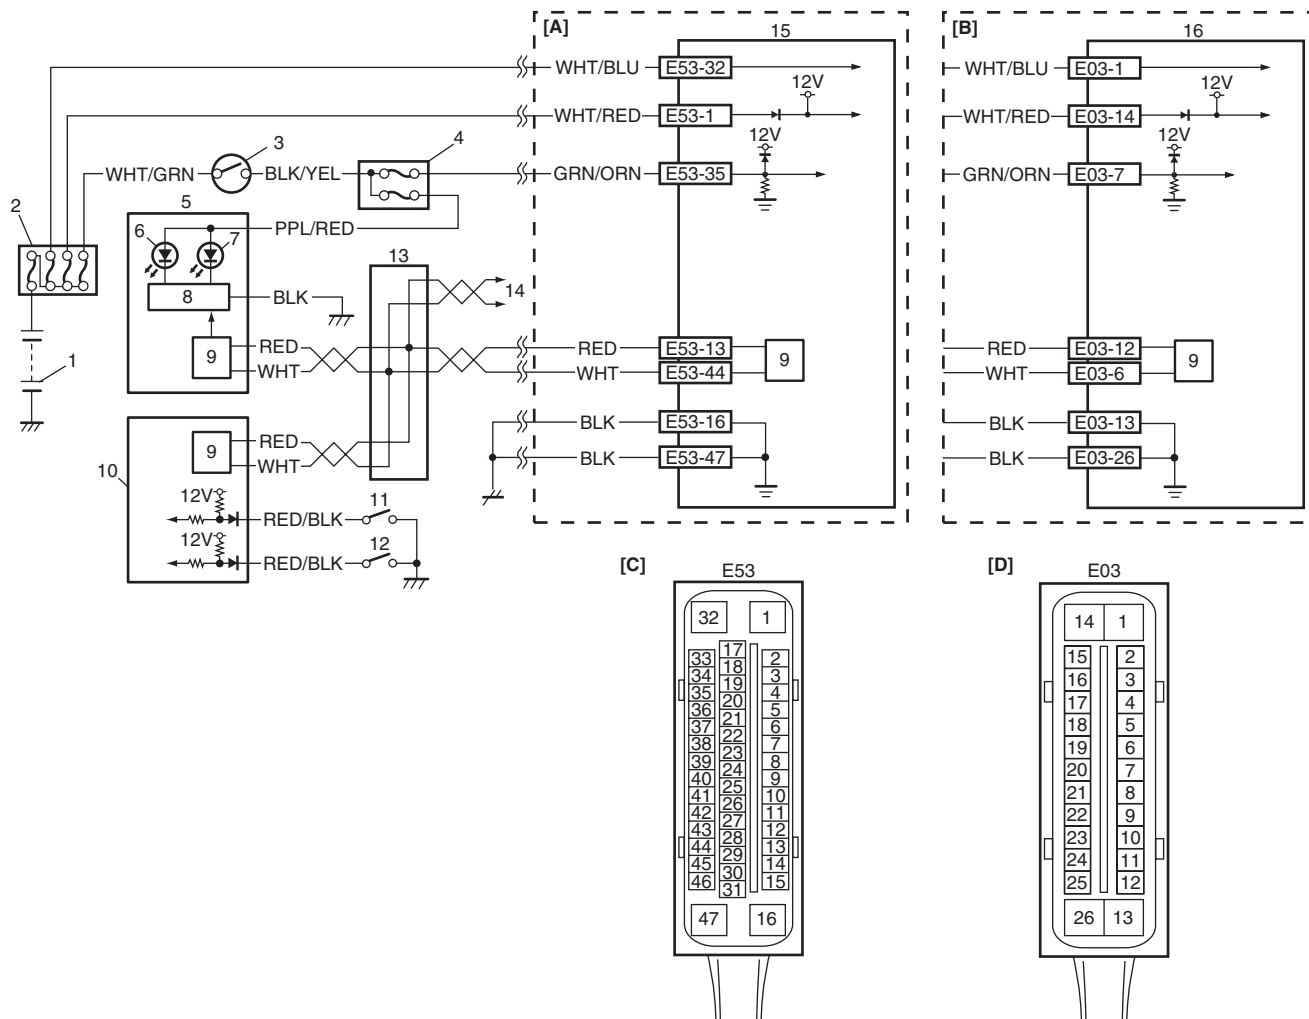 [A]
15
[B]
16
WHT/BLU
E53-32
WHT/BLU
E03-1
12V
12V
WHT/RED
E53-1
WHT/RED
E03-14
3
4
12V
12V
WHT/GRN
BLK/YEL
GRN/ORN
E53-35
GRN/ORN
E03-7
2
5
6
7
PPL/RED
13
14
8
BLK
1
9
RED
WHT
RED
E53-13
WHT
E53-44
9
RED
E03-12
WHT
E03-6
9
BLK
E53-16
BLK
E03-13
BLK
E53-47
BLK
E03-26
10
9
RED
WHT
12V
RED/BLK
11
12V
RED/BLK
12
[C]
E53
[D]
E03
32
1
14
1
17
18
19
20
21
22
23
24
25
26
27
28
29
30
31
33
34
35
36
37
38
39
40
41
42
43
44
45
46
2
3
4
5
6
7
8
9
10
11
12
13
14
15
47
16
15
16
17
18
19
20
21
22
23
24
25
2
3
4
5
6
7
8
9
10
11
12
26
13